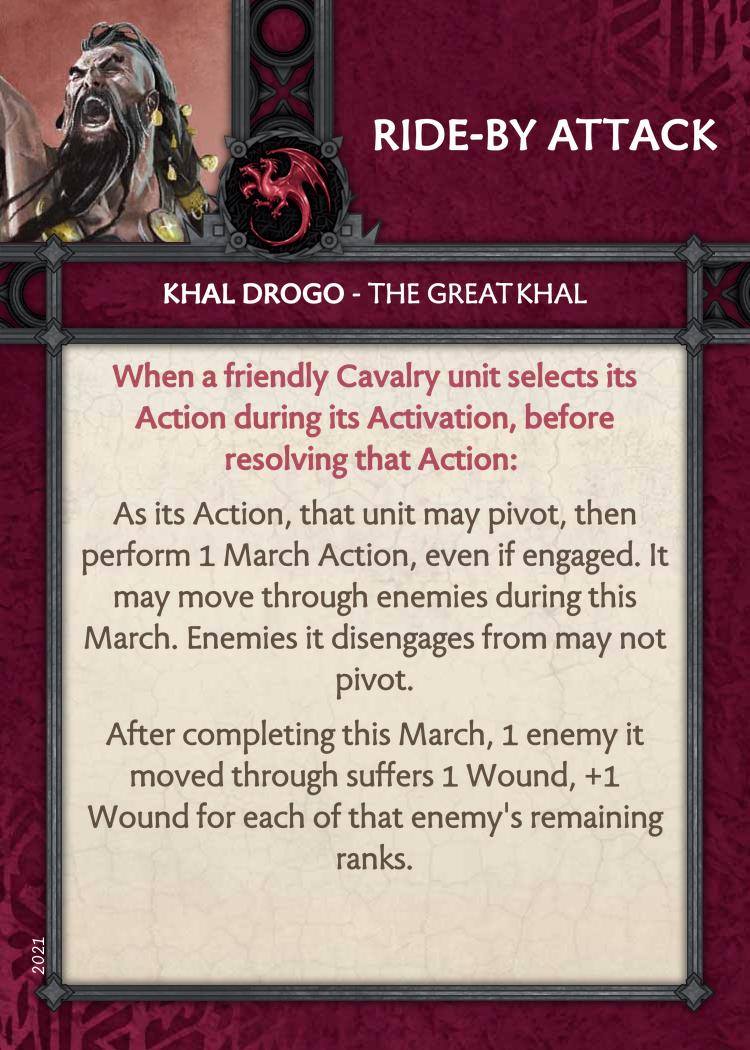 RIDE-BY ATTACK
KHAL DROGO - THE GREAT KHAL
When a friendly Cavalry unit selects its
Action during its Activation, before
resolving that Action:
As its Action, that unit may pivot, then
perform 1 March Action, even if engaged. It
may move through enemies during this
March. Enemies it disengages from may not
pivot.
After completing this March, 1 enemy it
moved through suffers 1 Wound, +1
Wound for each of that enemy's remaining
ranks.
2021